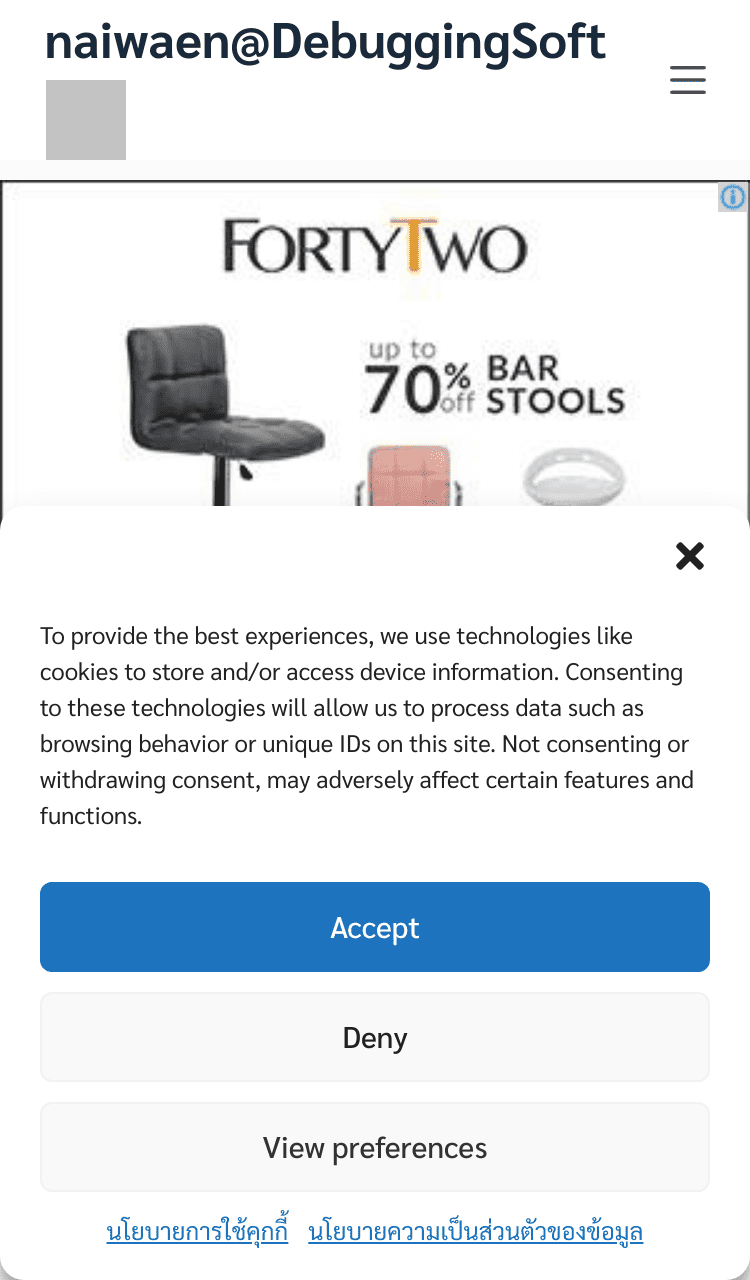 naiwaen@DebuggingSoft
FORTYTWO
up to
70% off BAR STOOLS
To provide the best experiences, we use technologies like
cookies to store and/or access device information. Consenting
to these technologies will allow us to process data such as
browsing behavior or unique IDs on this site. Not consenting or
withdrawing consent, may adversely affect certain features and
functions.
Accept
Deny
View preferences
นโยบายการใช้คุกกี้ นโยบายความเป็นส่วนตัวของข้อมูล